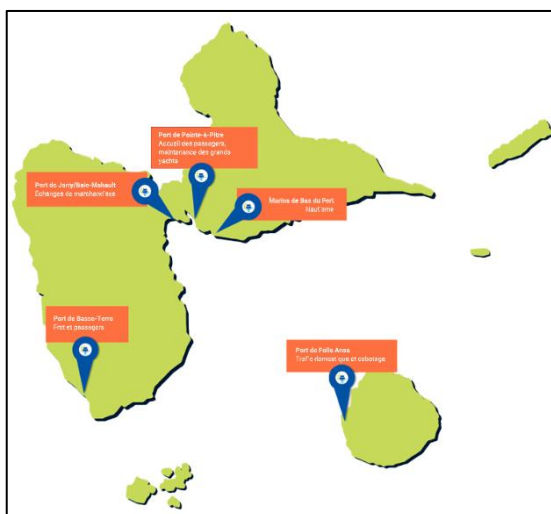 Port de Pointe-à-Pitre
Accueil des passagers,
maintenance des grands
yachts
Port de Jarry/Baie-Mahault
Échanges de marchandises
Marina de Bas du Fort
Port de Basse-Terre
Fret et passagers
Port de Folle Anse
Trafic domestique et cabotage